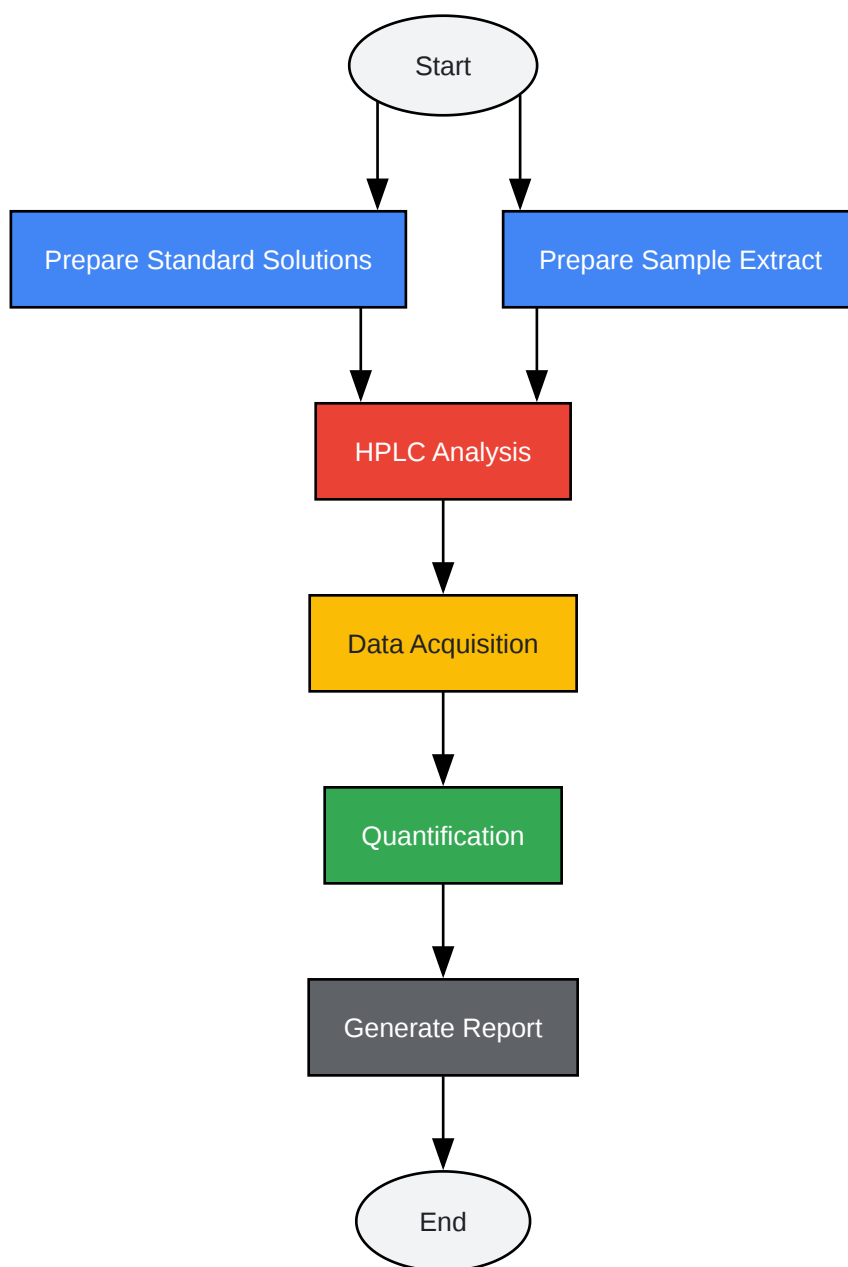 Start
Prepare Standard Solutions
Prepare Sample Extract
HPLC Analysis
Data Acquisition
Quantification
Generate Report
End